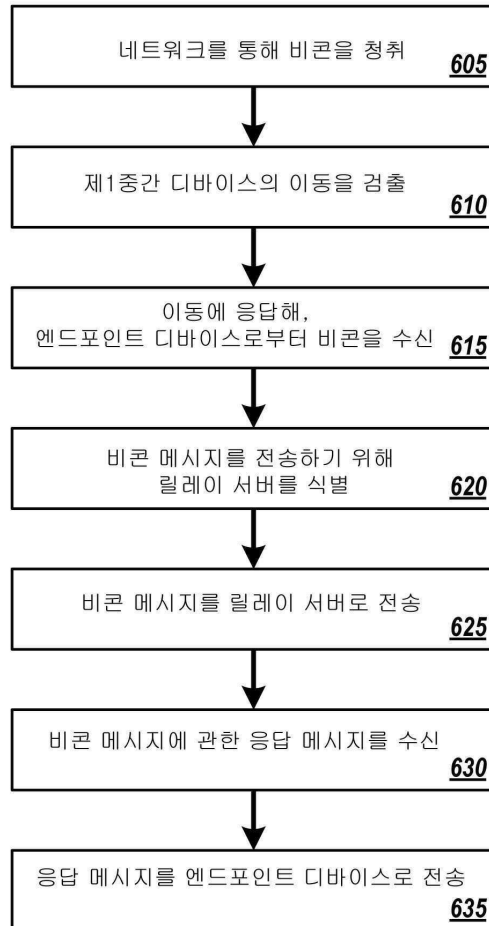 네트워크를 통해 비콘을 청취
605
제1중간 디바이스의 이동을 검출
610
이동에 응답해,
엔드포인트 디바이스로부터 비콘을 수신
615
비콘 메시지를 전송하기 위해
릴레이 서버를 식별
620
비콘 메시지를 릴레이 서버로 전송
625
비콘 메시지에 관한 응답 메시지를 수신
630
응답 메시지를 엔드포인트 디바이스로 전송
635